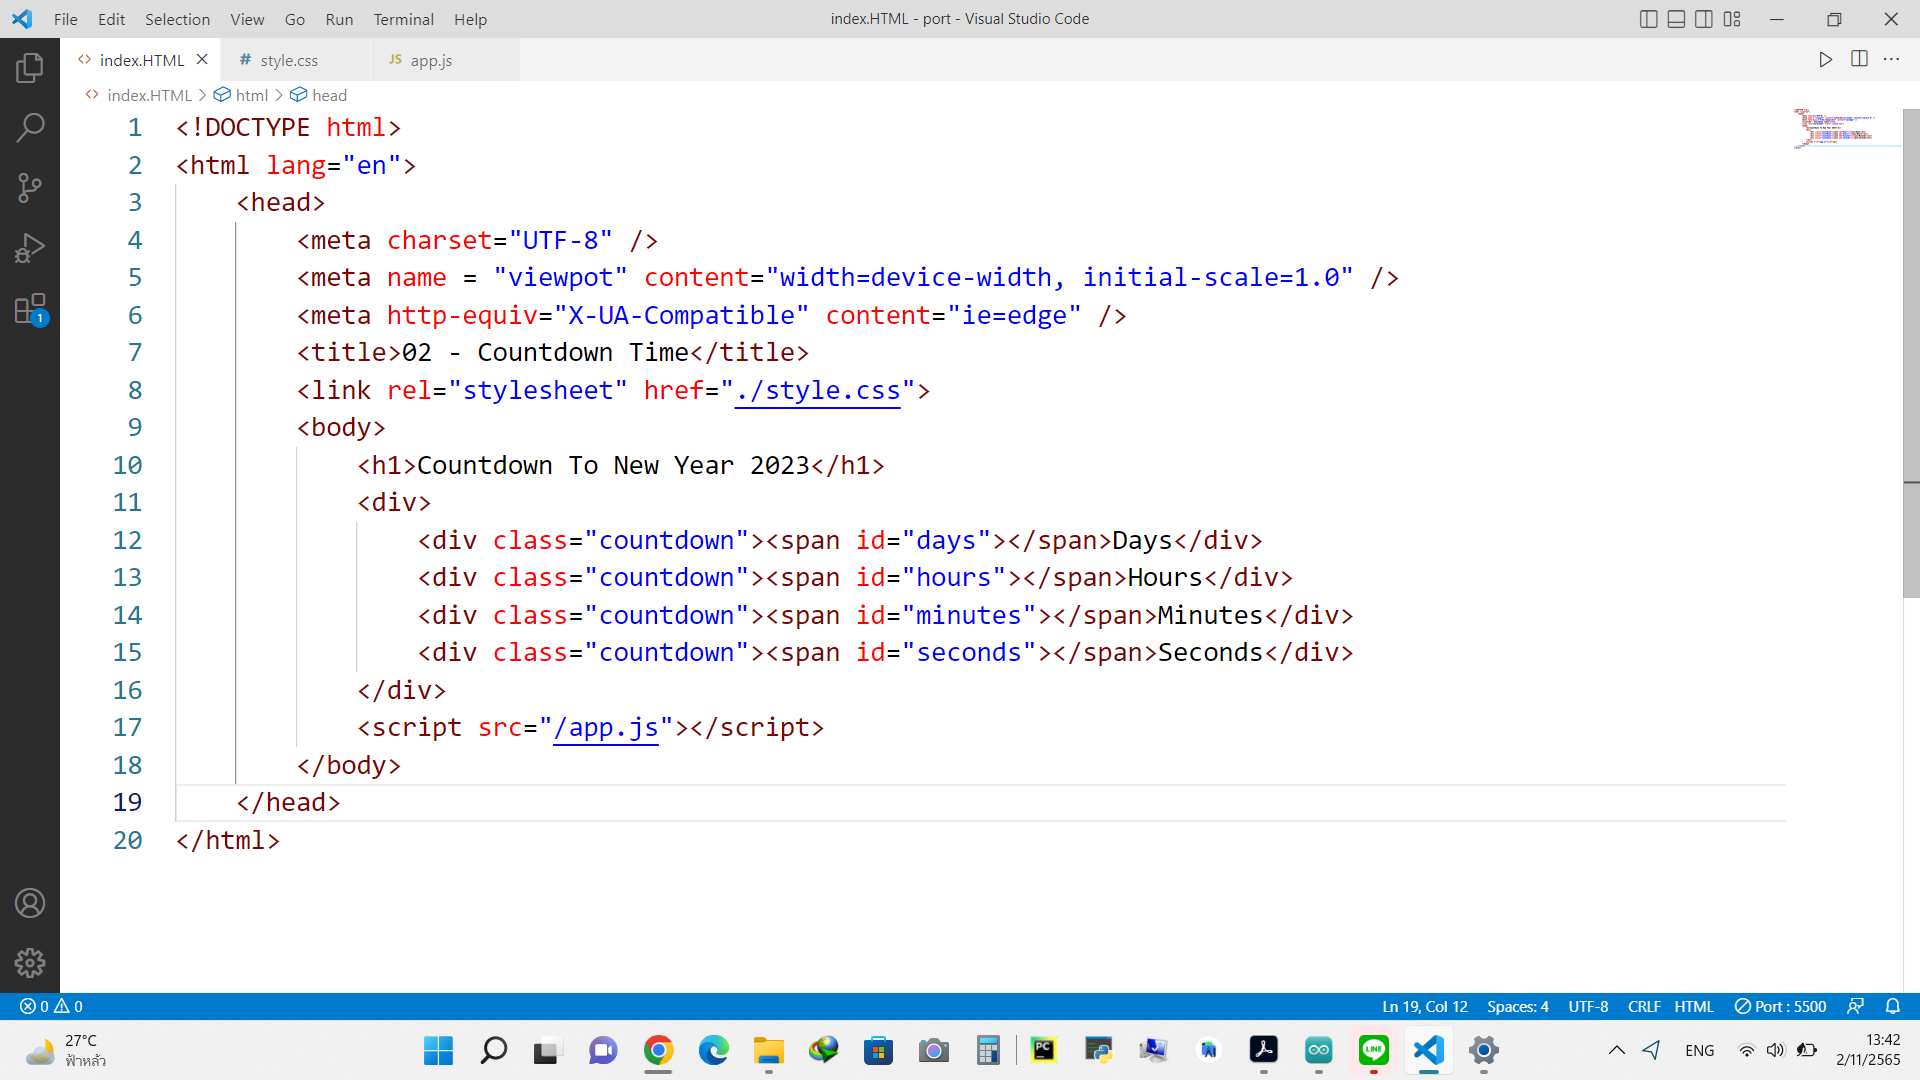 File Edit Selection View Go Run Terminal Help index.HTML - port - Visual Studio Code
index.HTML style.css JS app.js
index.HTML > html > head
1 <!DOCTYPE html>
2 <html lang="en">
3 <head>
4 <meta charset="UTF-8" />
5 <meta name = "viewpot" content="width=device-width, initial-scale=1.0" />
6 <meta http-equiv="X-UA-Compatible" content="ie=edge" />
7 <title>02 - Countdown Time</title>
8 <link rel="stylesheet" href="./style.css">
9 <body>
10 <h1>Countdown To New Year 2023</h1>
11 <div>
12 <div class="countdown"><span id="days"></span>Days</div>
13 <div class="countdown"><span id="hours"></span>Hours</div>
14 <div class="countdown"><span id="minutes"></span>Minutes</div>
15 <div class="countdown"><span id="seconds"></span>Seconds</div>
16 </div>
17 <script src="/app.js"></script>
18 </body>
19 </head>
20 </html>
1
0 0 Ln 19, Col 12 Spaces: 4 UTF-8 CRLF HTML Port : 5500
27°C
ฟ้าหลัว
PC
LINE
ENG
13:42
2/11/2565